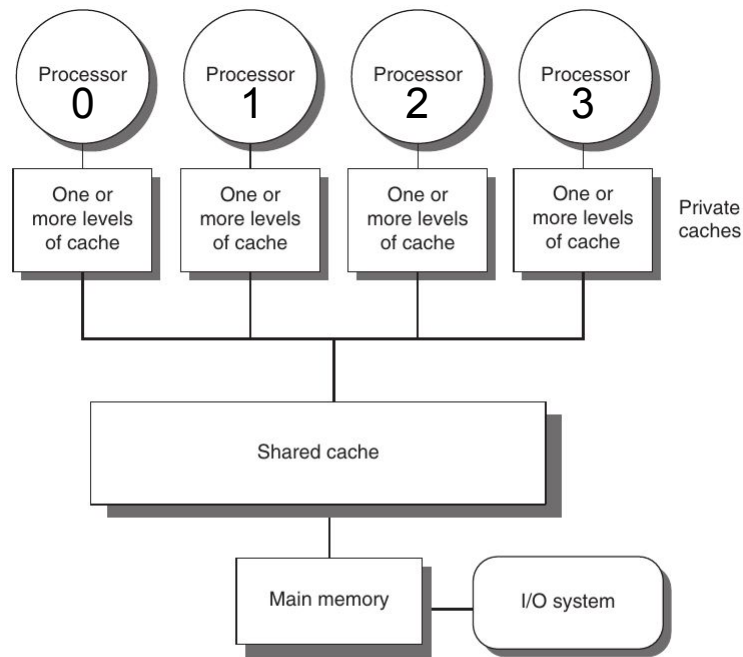 Processor
0
Processor
1
Processor
2
Processor
3
One or
more levels
of cache
One or
more levels
of cache
One or
more levels
of cache
One or
more levels
of cache
Private
caches
Shared cache
Main memory
I/O system